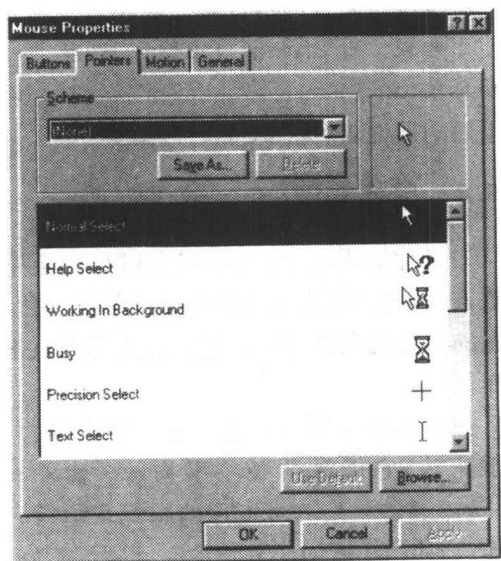 Mouse Properties
Buttons Pointers Motion General
Scheme
(None)
Save As... Delete
Normal Select
Help Select
Working In Background
Busy
Precision Select
Text Select
Use Default Browse...
OK Cancel Apply